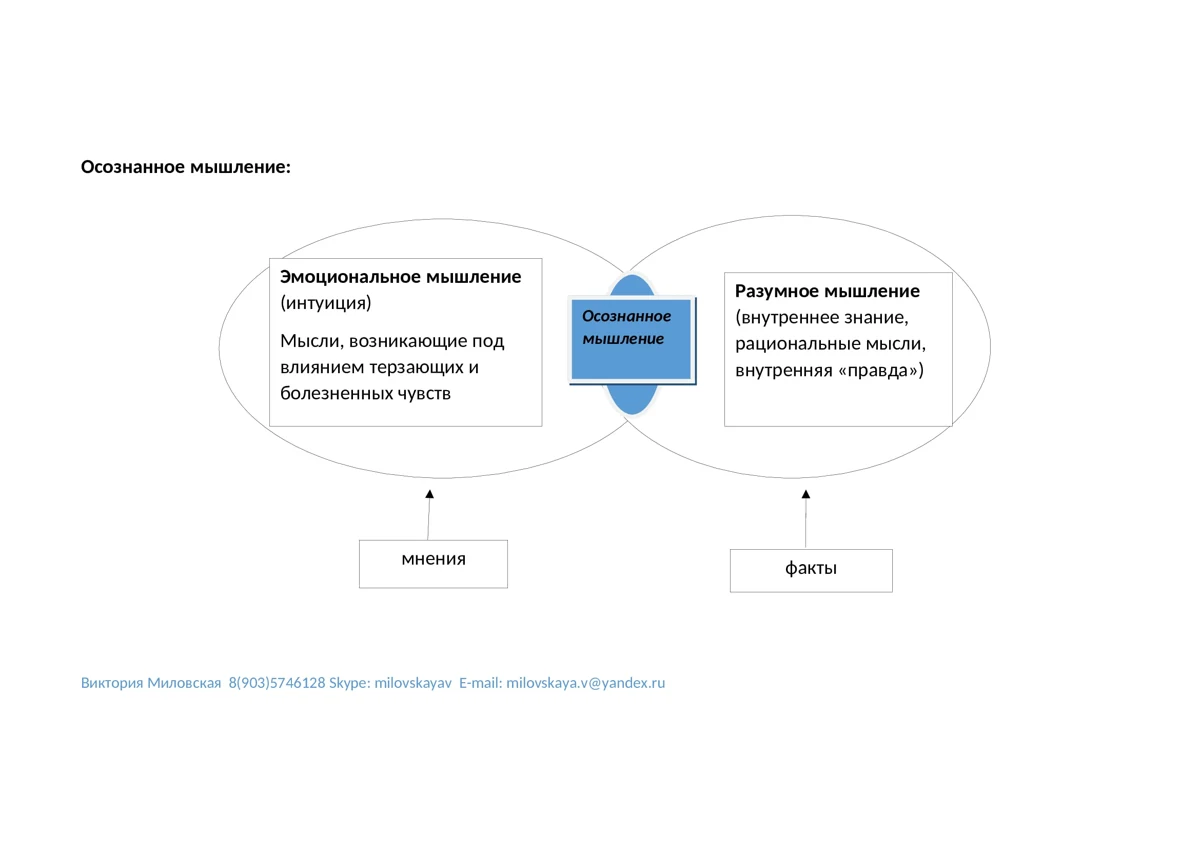 Осознанное мышление:
Эмоциональное мышление
(интуиция)
Мысли, возникающие под
влиянием терзающих и
болезненных чувств
Осознанное
мышление
Разумное мышление
(внутреннее знание,
рациональные мысли,
внутренняя «правда»)
мнения
факты
Виктория Миловская  8(903)5746128 Skype: milovskayav  E-mail: milovskaya.v@yandex.ru